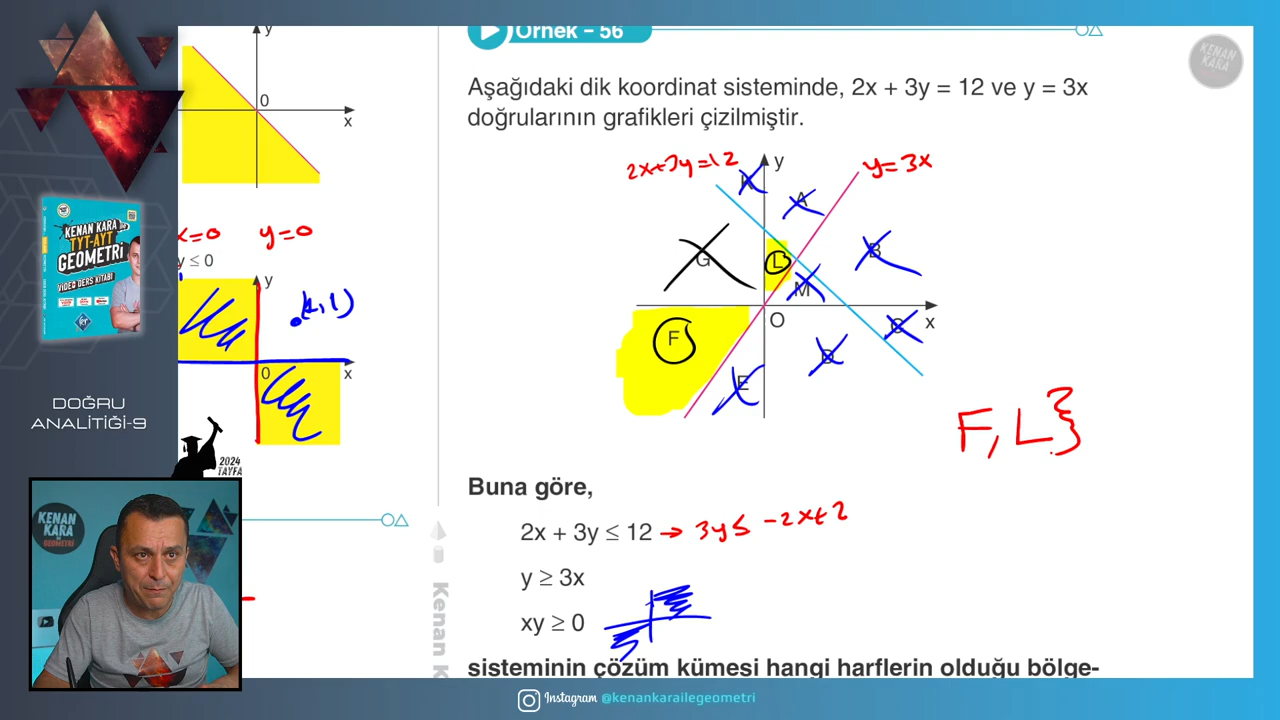 Örnek – 56
KENAN
KARA
Aşağıdaki dik koordinat sisteminde, 2x + 3y = 12 ve y = 3x
doğrularının grafikleri çizilmiştir.
2x+3y=12
y
y=3x
K
A
G
L
B
M
O
x
C
F
D
E
F, L}
Buna göre,
2x + 3y ≤ 12 → 3y ≤ -2x+2
y ≥ 3x
xy ≥ 0
sisteminin çözüm kümesi hangi harflerin olduğu bölge-
y
0
x
x=0 y=0
y ≤ 0
y
(1,1)
0
x
Kenan K
KENAN KARA
TYT-AYT
GEOMETRİ
VİDEO DERS KİTABI
DOĞRU
ANALİTİĞİ-9
2024
TAYFA
KENAN
KARA
GEOMETRİ
Instagram @kenankarailegeometri